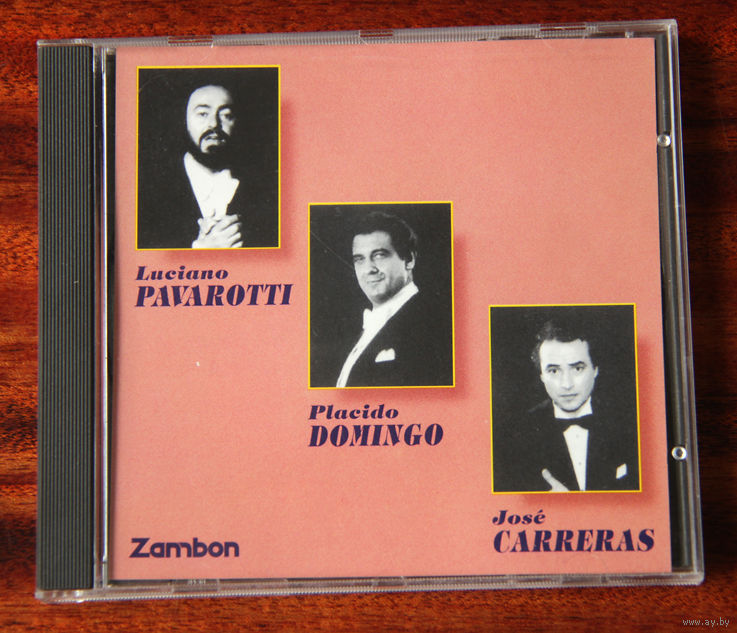 Luciano
PAVAROTTI
Placido
DOMINGO
José
CARRERAS
Zambon
www.ay.by